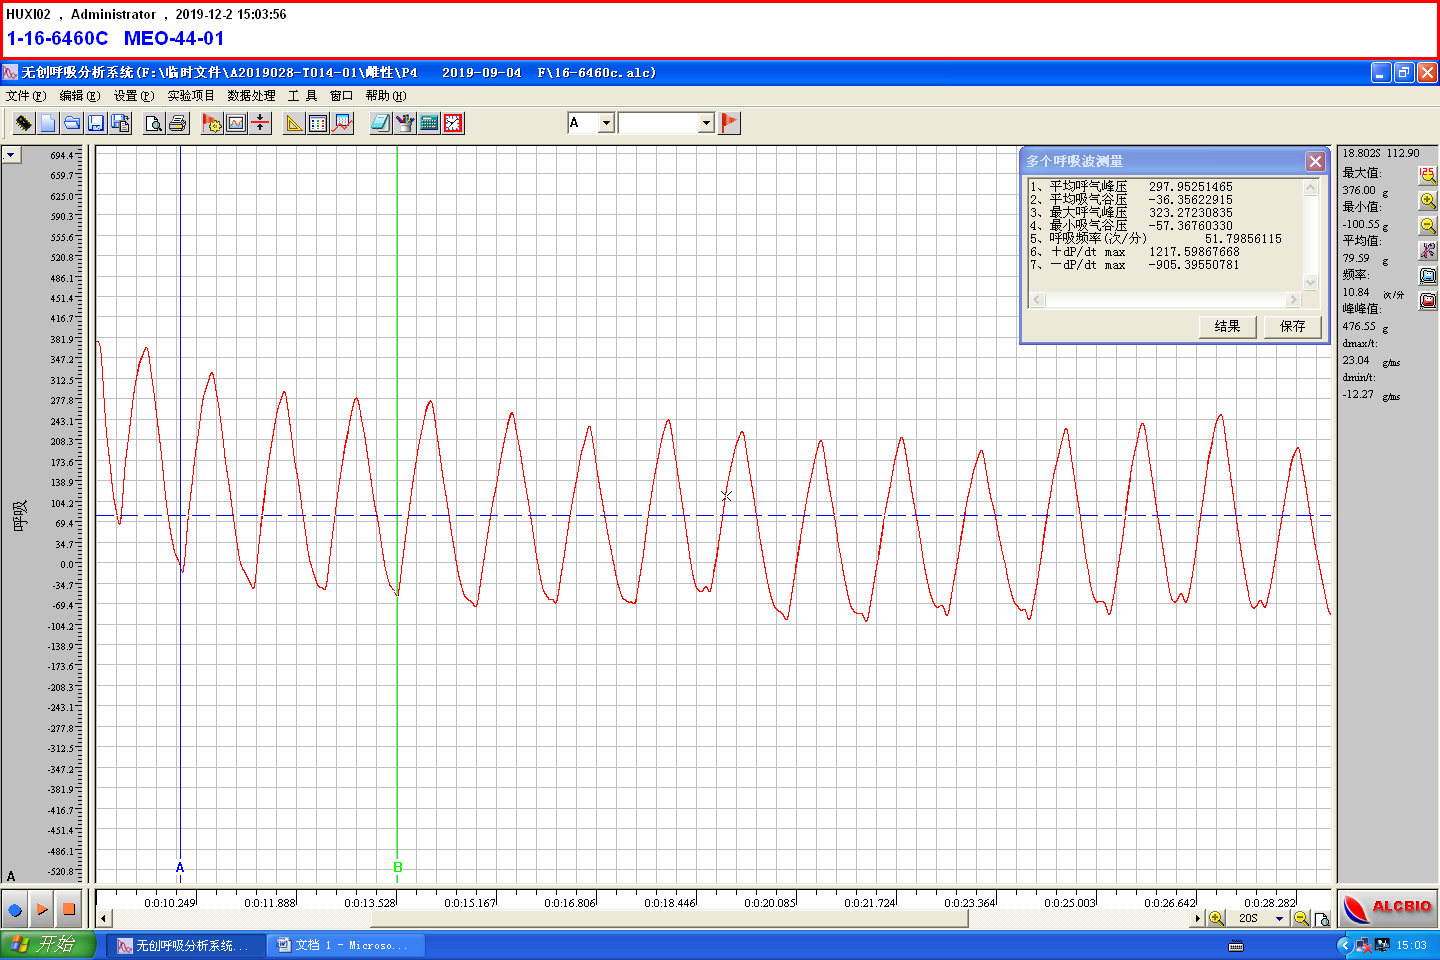 HUXI02 , Administrator , 2019-12-2 15:03:56
1-16-6460C MEO-44-01
无创呼吸分析系统(F:\临时文件\A2019028-T014-01\雌性\P4 2019-09-04 F\16-6460c.alc)
文件(F) 编辑(E) 设置(P) 实验项目 数据处理 工 具 窗口 帮助(H)
A
694.4
659.7
625.0
590.3
555.6
520.8
486.1
451.4
416.7
381.9
347.2
312.5
277.8
243.1
208.3
173.6
138.9
104.2
69.4
34.7
0.0
-34.7
-69.4
-104.2
-138.9
-173.6
-208.3
-243.1
-277.8
-312.5
-347.2
-381.9
-416.7
-451.4
-486.1
-520.8
呼吸
A
A
B
多个呼吸波测量
1、平均呼气峰压 297.95251465
2、平均吸气谷压 -36.35622915
3、最大呼气峰压 323.27230835
4、最小吸气谷压 -57.36760330
5、呼吸频率(次/分) 51.79856115
6、＋dP/dt max 1217.59867668
7、－dP/dt max -905.39550781
结果 保存
18.802S 112.90
最大值:
376.00 g
最小值:
-100.55 g
平均值:
79.59 g
频率:
10.84 次/分
峰峰值:
476.55 g
dmax/t:
23.04 g/ms
dmin/t:
-12.27 g/ms
125
0:0:10.249 0:0:11.888 0:0:13.528 0:0:15.167 0:0:16.806 0:0:18.446 0:0:20.085 0:0:21.724 0:0:23.364 0:0:25.003 0:0:26.642 0:0:28.282
20S
ALCBIO
开始 无创呼吸分析系统... 文档 1 - Microso... 15:03